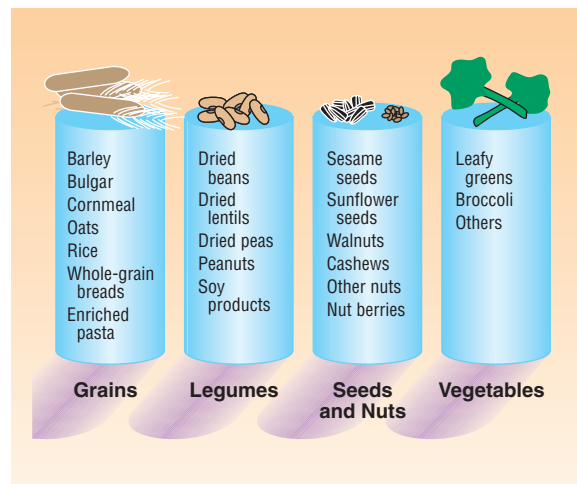 Barley
Bulgar
Cornmeal
Oats
Rice
Whole-grain
breads
Enriched
pasta
Grains
Dried
beans
Dried
lentils
Dried peas
Peanuts
Soy
products
Legumes
Sesame
seeds
Sunflower
seeds
Walnuts
Cashews
Other nuts
Nut berries
Seeds
and Nuts
Leafy
greens
Broccoli
Others
Vegetables